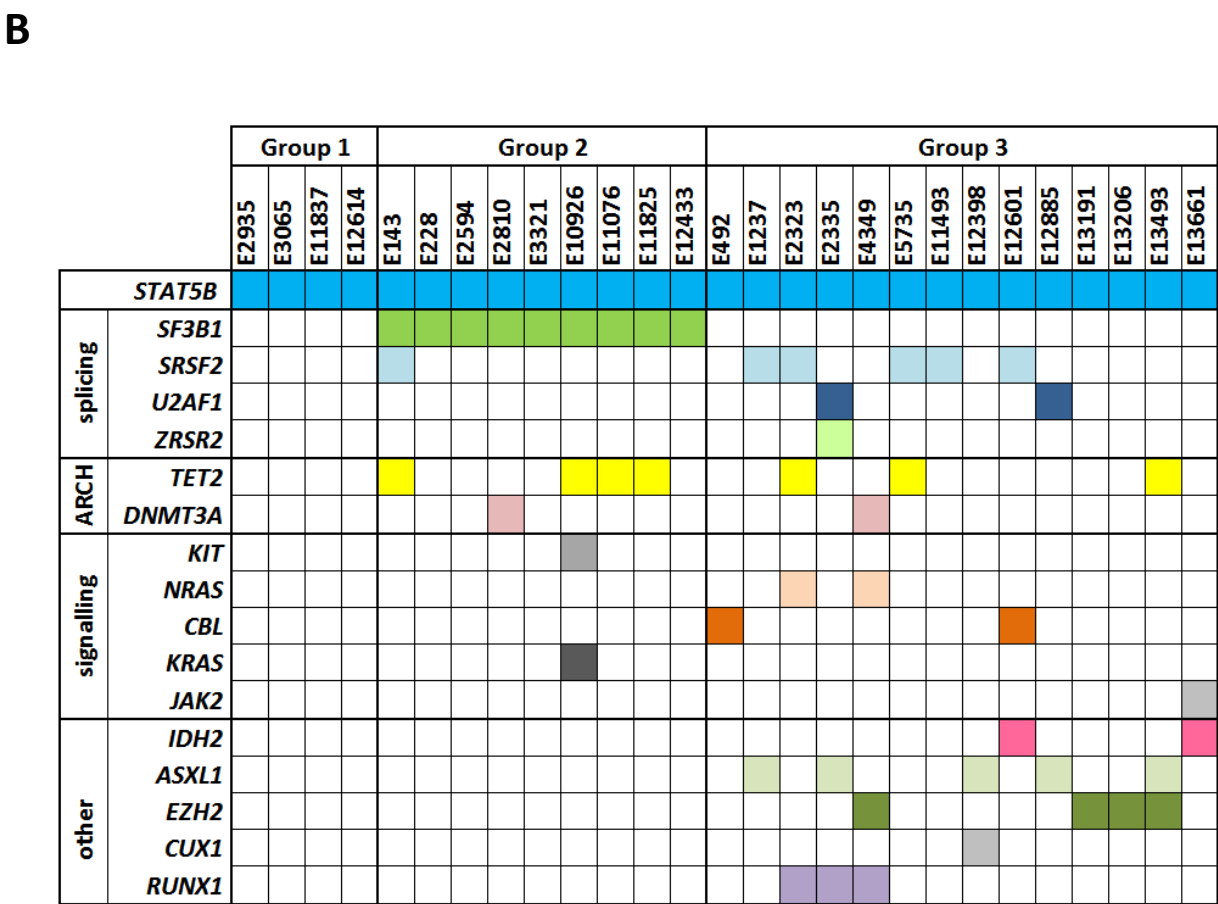 B
Group 1 Group 2 Group 3
E2935 E3065 E11837 E12614 E143 E228 E2594 E2810 E3321 E10926 E11076 E11825 E12433 E492 E1237 E2323 E2335 E4349 E5735 E11493 E12398 E12601 E12885 E13191 E13206 E13493 E13661
STAT5B
splicing
SF3B1
SRSF2
U2AF1
ZRSR2
ARCH
TET2
DNMT3A
signalling
KIT
NRAS
CBL
KRAS
JAK2
other
IDH2
ASXL1
EZH2
CUX1
RUNX1